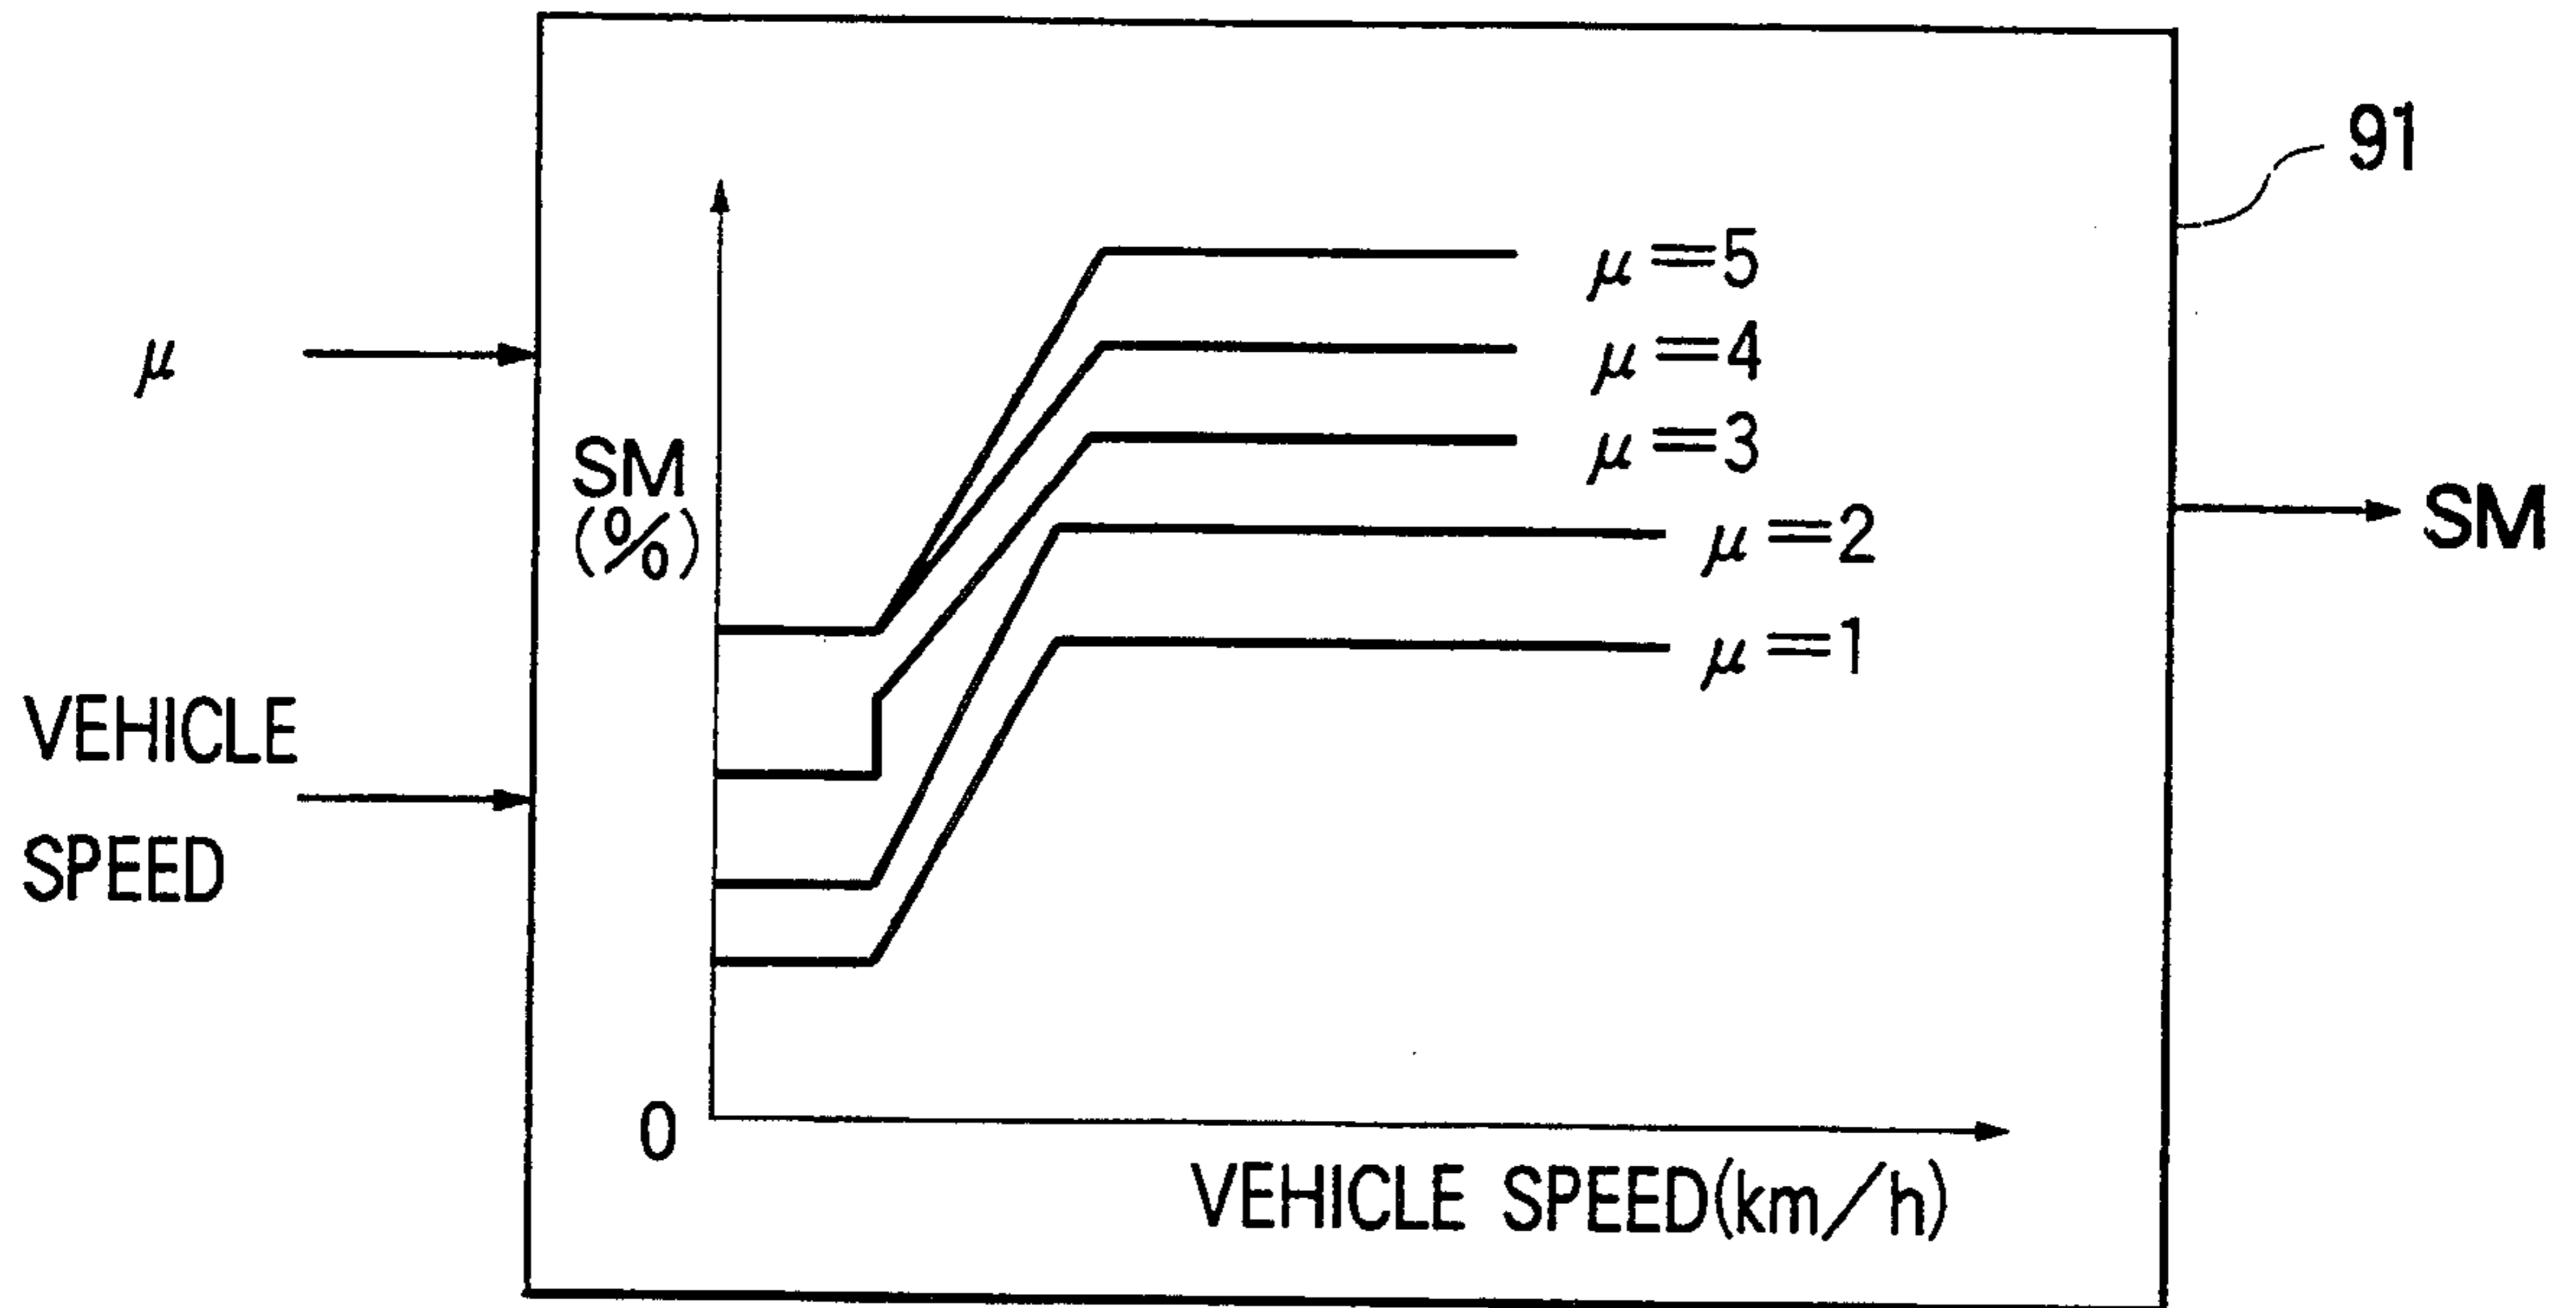 91
μ=5
μ
μ=4
μ=3
SM
(%)
μ=2
SM
μ=1
VEHICLE
SPEED
0
VEHICLE SPEED(km/h)